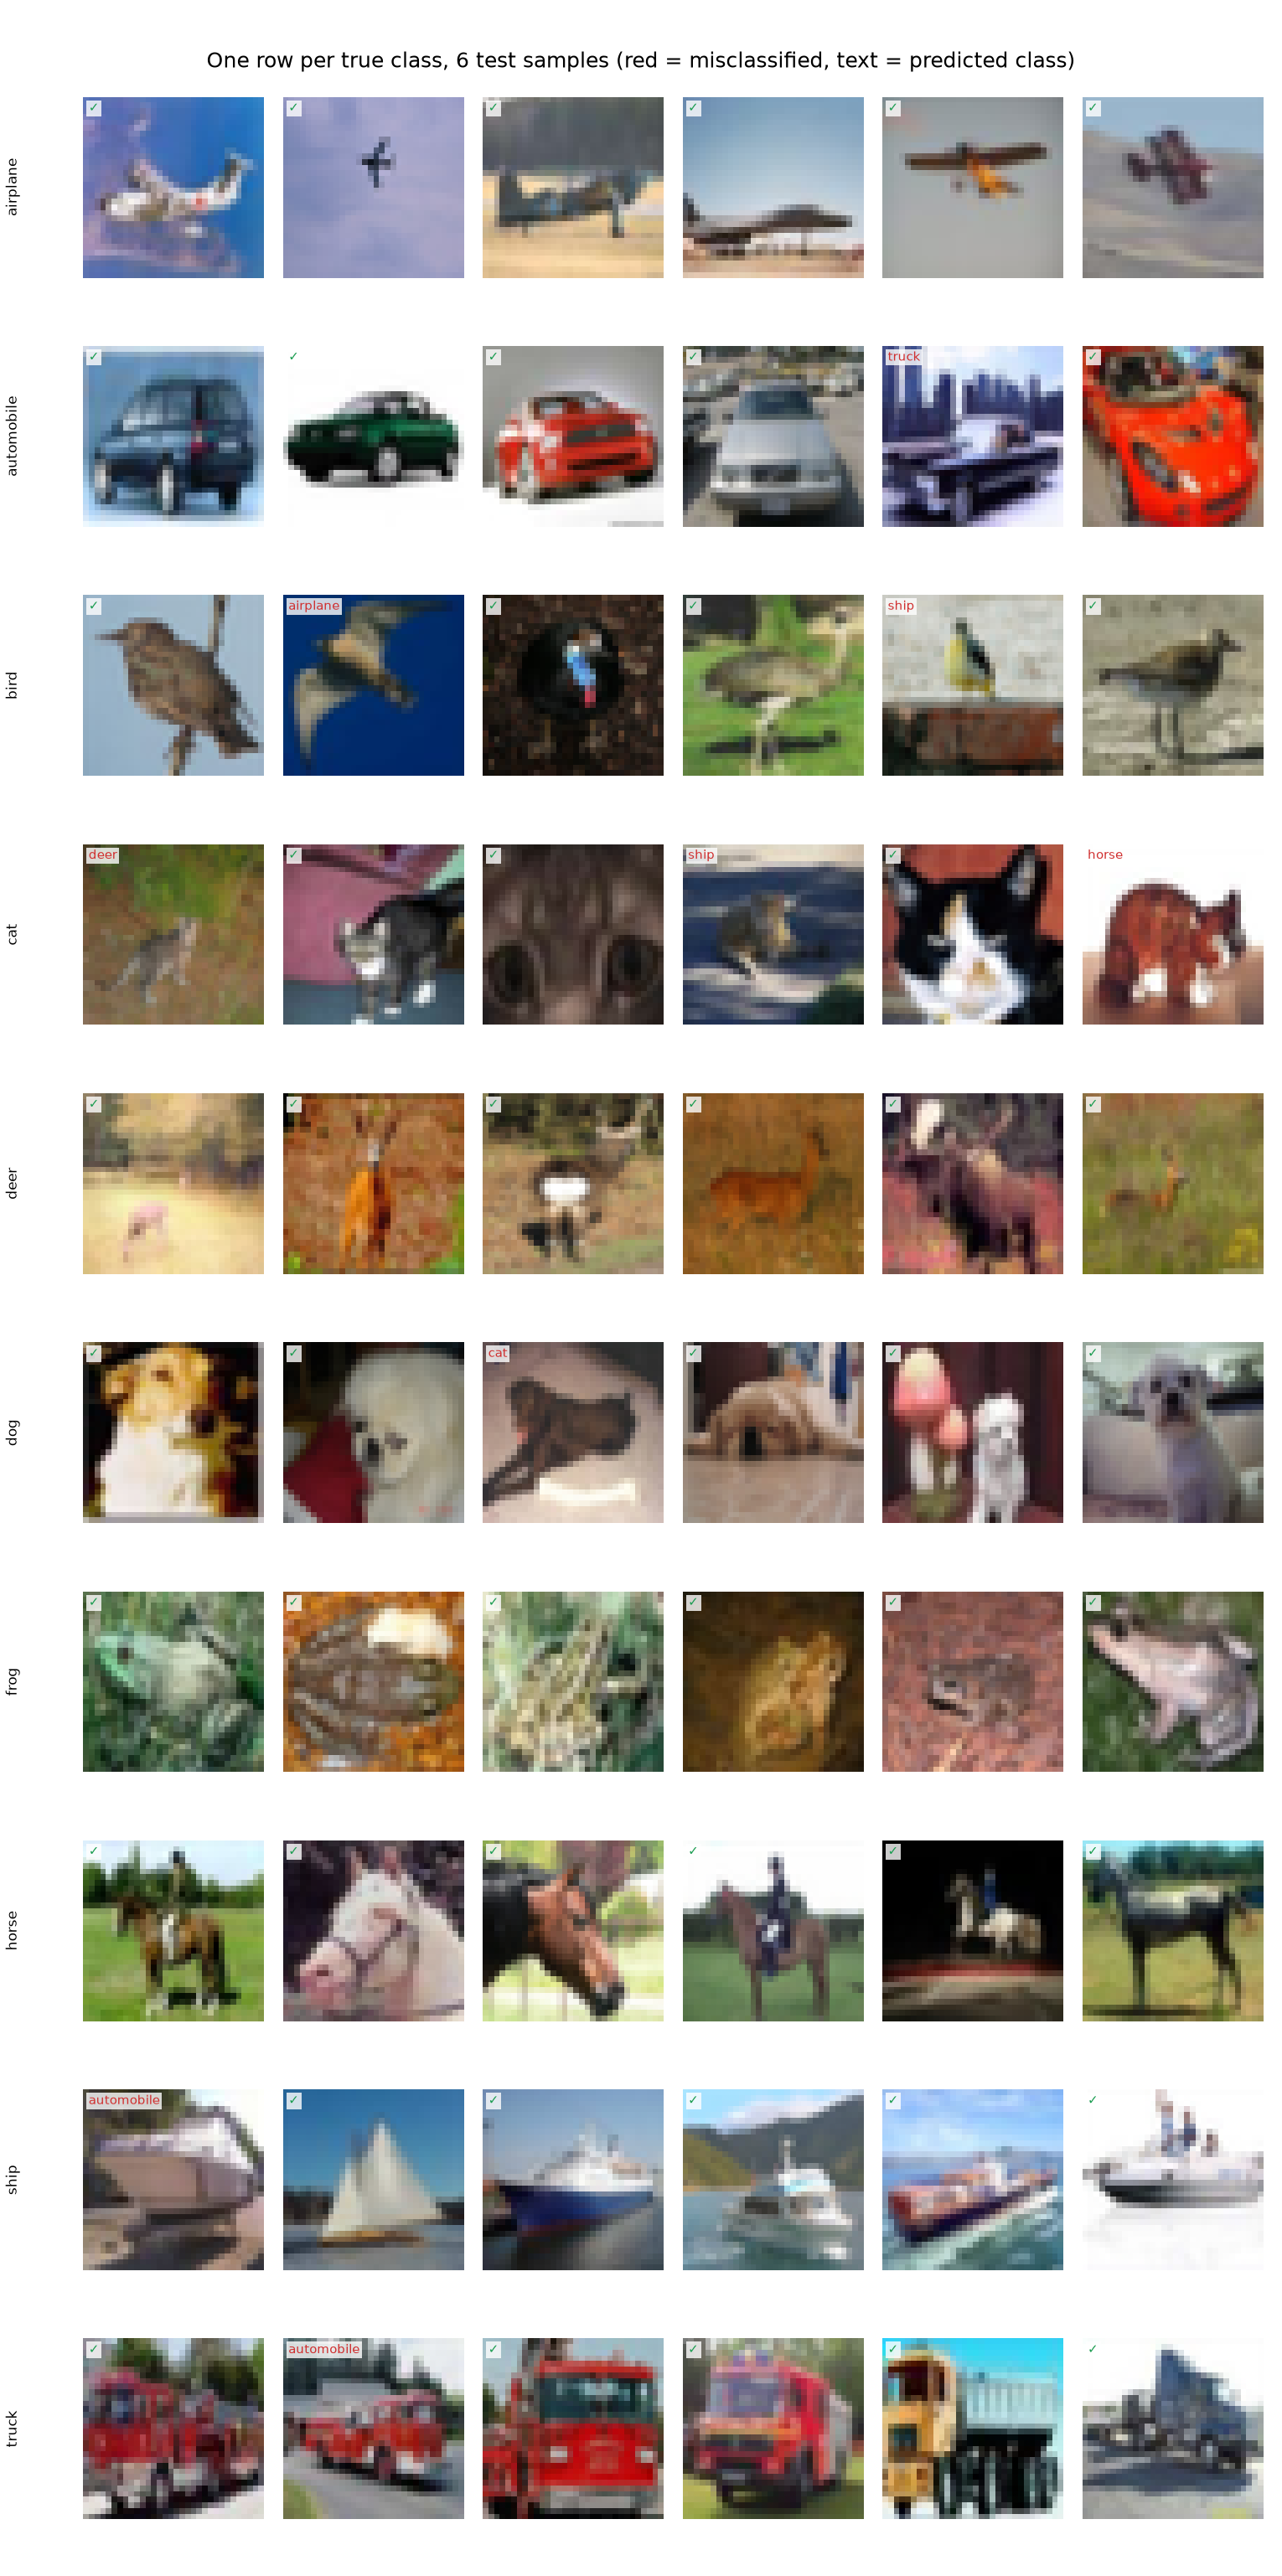 One row per true class, 6 test samples (red = misclassified, text = predicted class)
airplane
✓ ✓ ✓ ✓ ✓ ✓
automobile
✓ ✓ ✓ ✓ truck ✓
bird
✓ airplane ✓ ✓ ship ✓
cat
deer ✓ ✓ ship ✓ horse
deer
✓ ✓ ✓ ✓ ✓ ✓
dog
✓ ✓ cat ✓ ✓ ✓
frog
✓ ✓ ✓ ✓ ✓ ✓
horse
✓ ✓ ✓ ✓ ✓ ✓
ship
automobile ✓ ✓ ✓ ✓ ✓
truck
✓ automobile ✓ ✓ ✓ ✓